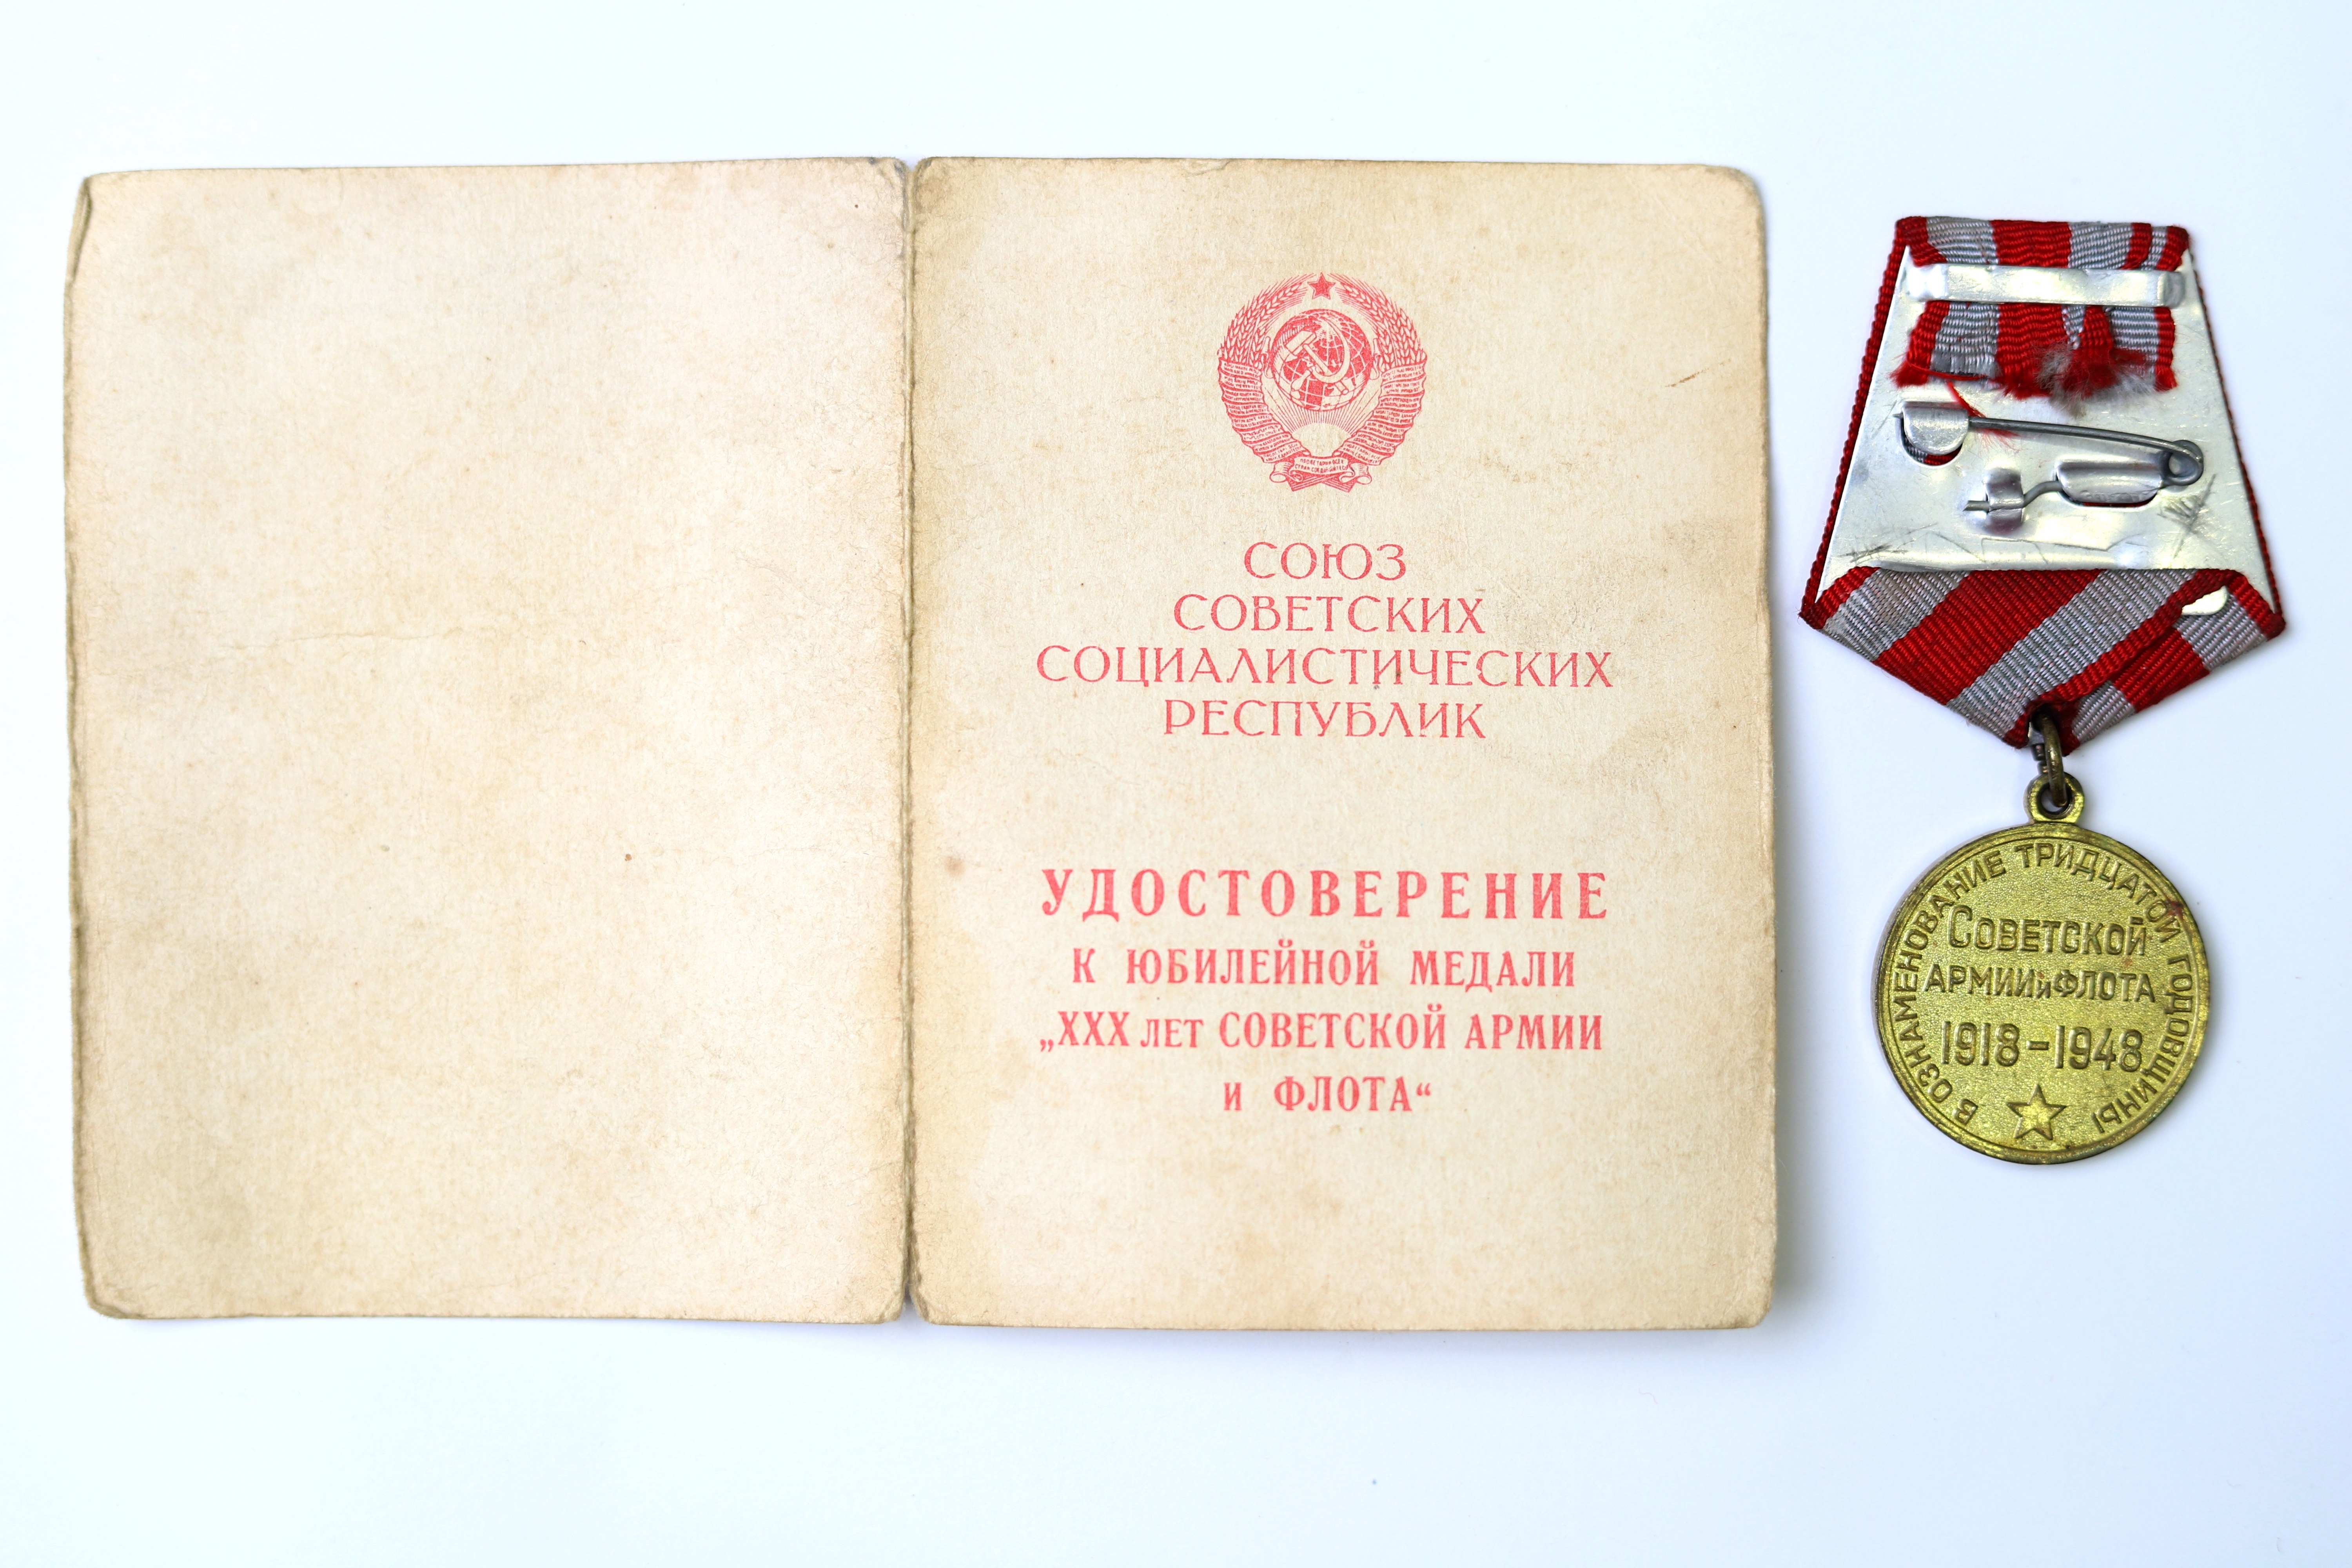 СОЮЗ
СОВЕТСКИХ
СОЦИАЛИСТИЧЕСКИХ
РЕСПУБЛИК
УДОСТОВЕРЕНИЕ
К ЮБИЛЕЙНОЙ МЕДАЛИ
„XXX ЛЕТ СОВЕТСКОЙ АРМИИ
И ФЛОТА“
В ОЗНАМЕНОВАНИЕ ТРИДЦАТОЙ ГОДОВЩИНЫ
СОВЕТСКОЙ
АРМИИ И ФЛОТА
1918-1948